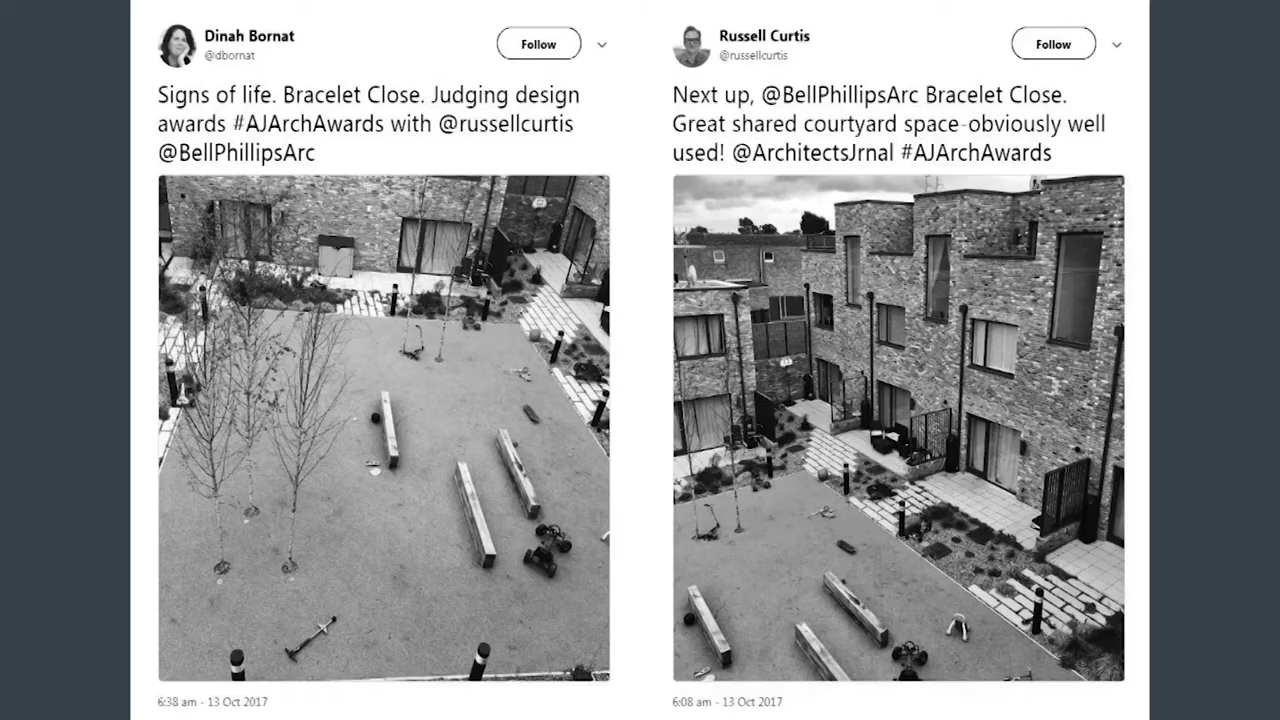 Dinah Bornat
@dbornat
Follow
Signs of life. Bracelet Close. Judging design
awards #AJArchAwards with @russellcurtis
@BellPhillipsArc
6:38 am - 13 Oct 2017
Russell Curtis
@russellcurtis
Follow
Next up, @BellPhillipsArc Bracelet Close.
Great shared courtyard space-obviously well
used! @ArchitectsJrnal #AJArchAwards
6:08 am - 13 Oct 2017